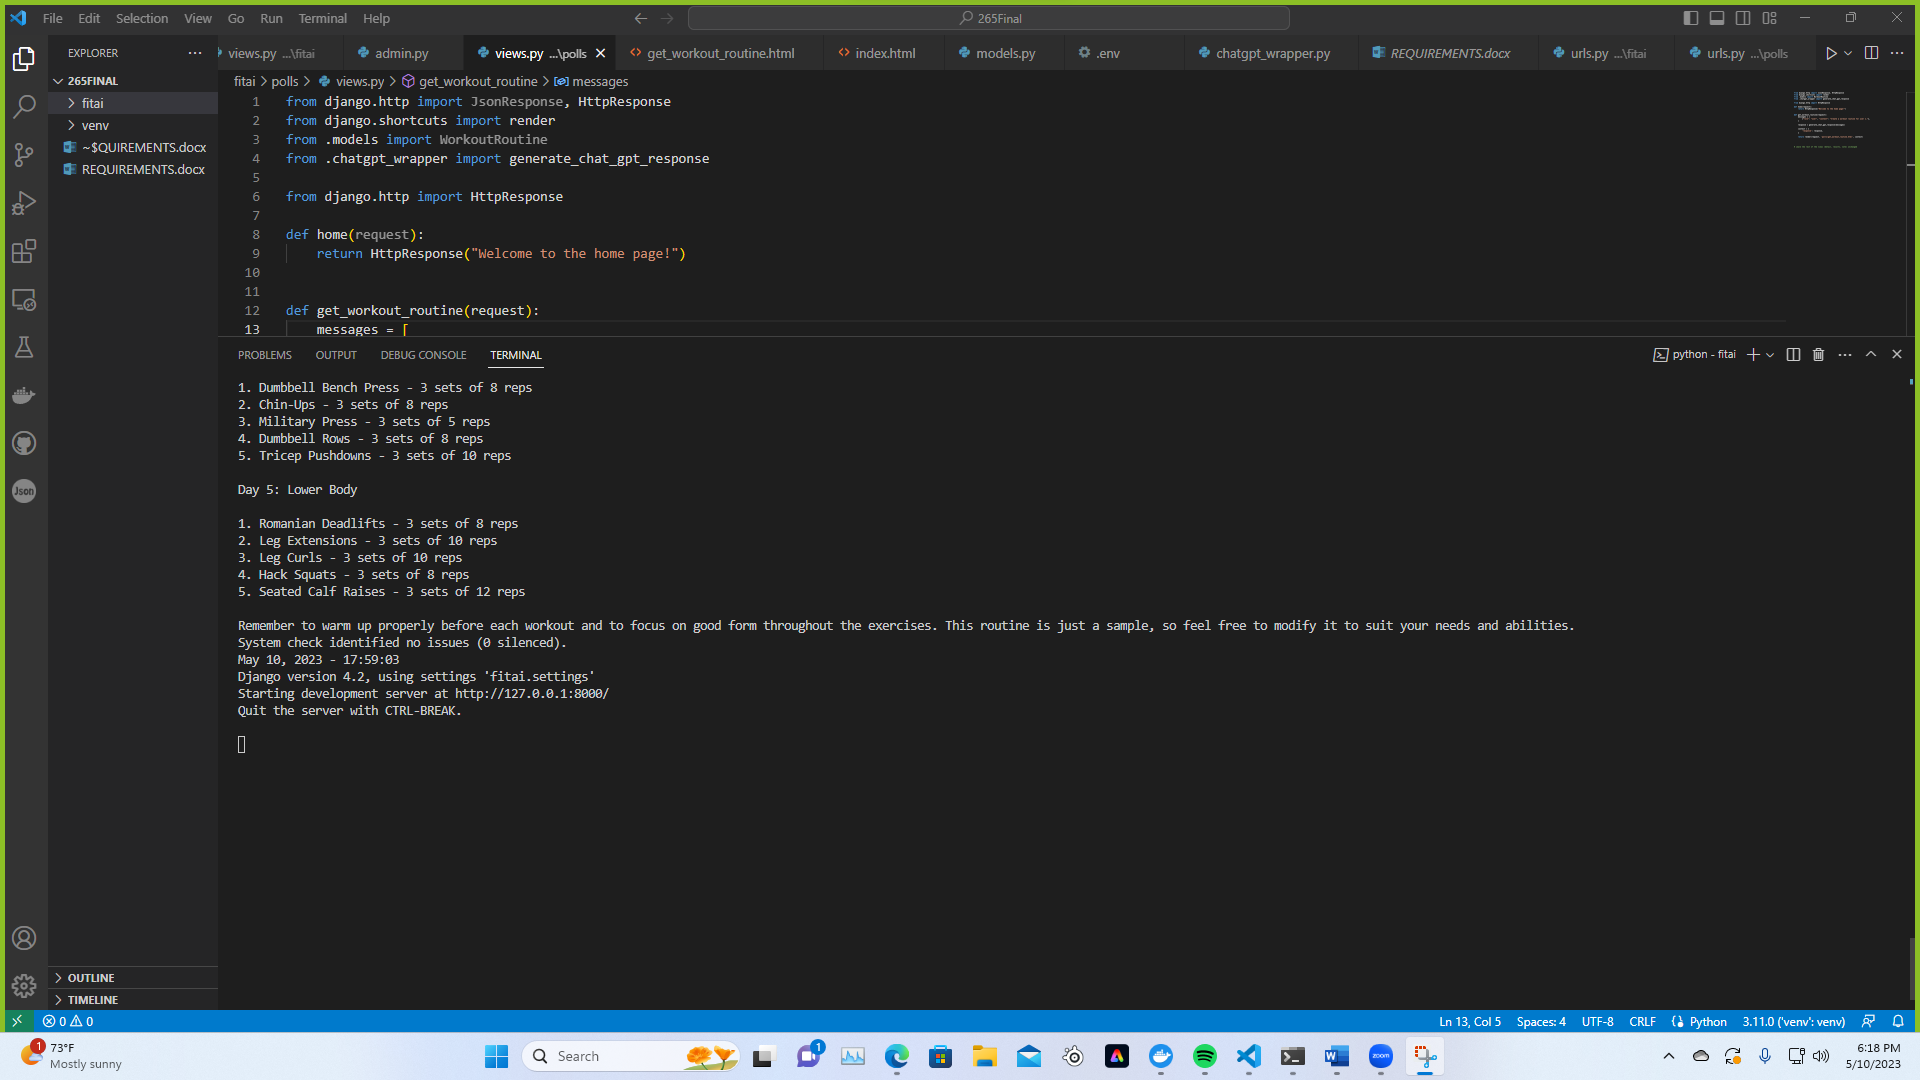 File Edit Selection View Go Run Terminal Help
265Final
EXPLORER
views.py ...\fitai
admin.py
views.py ...\polls
get_workout_routine.html
index.html
models.py
.env
chatgpt_wrapper.py
REQUIREMENTS.docx
urls.py ...\fitai
urls.py ...\polls
265FINAL
fitai
venv
~$QUIREMENTS.docx
REQUIREMENTS.docx
fitai > polls > views.py > get_workout_routine > messages
1 from django.http import JsonResponse, HttpResponse
2 from django.shortcuts import render
3 from .models import WorkoutRoutine
4 from .chatgpt_wrapper import generate_chat_gpt_response
5
6 from django.http import HttpResponse
7
8 def home(request):
9 return HttpResponse("Welcome to the home page!")
10
11
12 def get_workout_routine(request):
13 messages = [
PROBLEMS OUTPUT DEBUG CONSOLE TERMINAL
python - fitai
1. Dumbbell Bench Press - 3 sets of 8 reps
2. Chin-Ups - 3 sets of 8 reps
3. Military Press - 3 sets of 5 reps
4. Dumbbell Rows - 3 sets of 8 reps
5. Tricep Pushdowns - 3 sets of 10 reps
Day 5: Lower Body
1. Romanian Deadlifts - 3 sets of 8 reps
2. Leg Extensions - 3 sets of 10 reps
3. Leg Curls - 3 sets of 10 reps
4. Hack Squats - 3 sets of 8 reps
5. Seated Calf Raises - 3 sets of 12 reps
Remember to warm up properly before each workout and to focus on good form throughout the exercises. This routine is just a sample, so feel free to modify it to suit your needs and abilities.
System check identified no issues (0 silenced).
May 10, 2023 - 17:59:03
Django version 4.2, using settings 'fitai.settings'
Starting development server at http://127.0.0.1:8000/
Quit the server with CTRL-BREAK.
Json
OUTLINE
TIMELINE
0 0
Ln 13, Col 5 Spaces: 4 UTF-8 CRLF Python 3.11.0 ('venv': venv)
1
73°F
Mostly sunny
Search
1
zoom
6:18 PM
5/10/2023